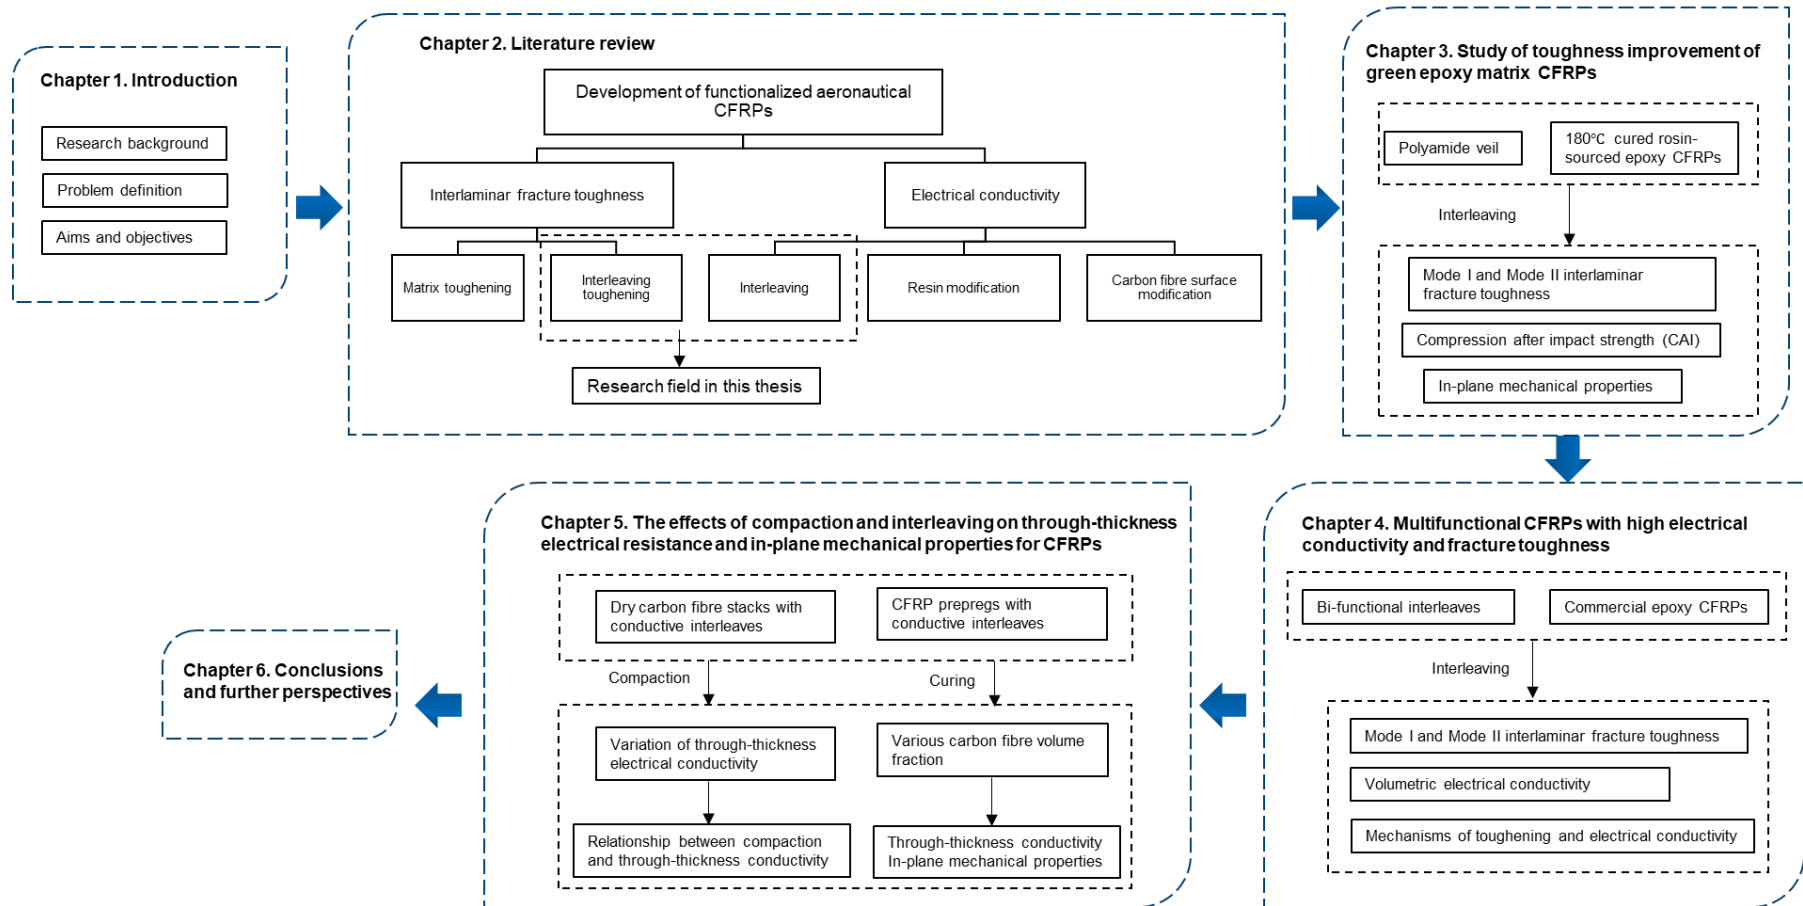 Chapter 1. Introduction
Research background
Problem definition
Aims and objectives
Chapter 2. Literature review
Development of functionalized aeronautical
CFRPs
Interlaminar fracture toughness
Electrical conductivity
Matrix toughening
Interleaving
toughening
Interleaving
Resin modification
Carbon fibre surface
modification
Research field in this thesis
Chapter 3. Study of toughness improvement of
green epoxy matrix CFRPs
Polyamide veil
180℃ cured rosin-
sourced epoxy CFRPs
Interleaving
Mode I and Mode II interlaminar
fracture toughness
Compression after impact strength (CAI)
In-plane mechanical properties
Chapter 4. Multifunctional CFRPs with high electrical
conductivity and fracture toughness
Bi-functional interleaves
Commercial epoxy CFRPs
Interleaving
Mode I and Mode II interlaminar fracture toughness
Volumetric electrical conductivity
Mechanisms of toughening and electrical conductivity
Chapter 5. The effects of compaction and interleaving on through-thickness
electrical resistance and in-plane mechanical properties for CFRPs
Dry carbon fibre stacks with
conductive interleaves
CFRP prepregs with
conductive interleaves
Compaction
Curing
Variation of through-thickness
electrical conductivity
Various carbon fibre volume
fraction
Relationship between compaction
and through-thickness conductivity
Through-thickness conductivity
In-plane mechanical properties
Chapter 6. Conclusions
and further perspectives